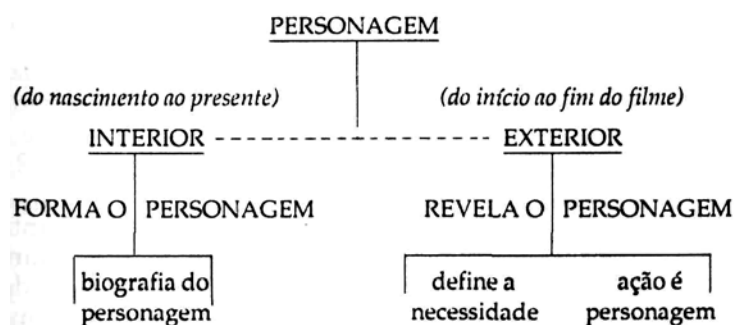 PERSONAGEM
(do nascimento ao presente) (do início ao fim do filme)
INTERIOR EXTERIOR
FORMA O PERSONAGEM REVELA O PERSONAGEM
biografia do define a ação é
personagem necessidade personagem